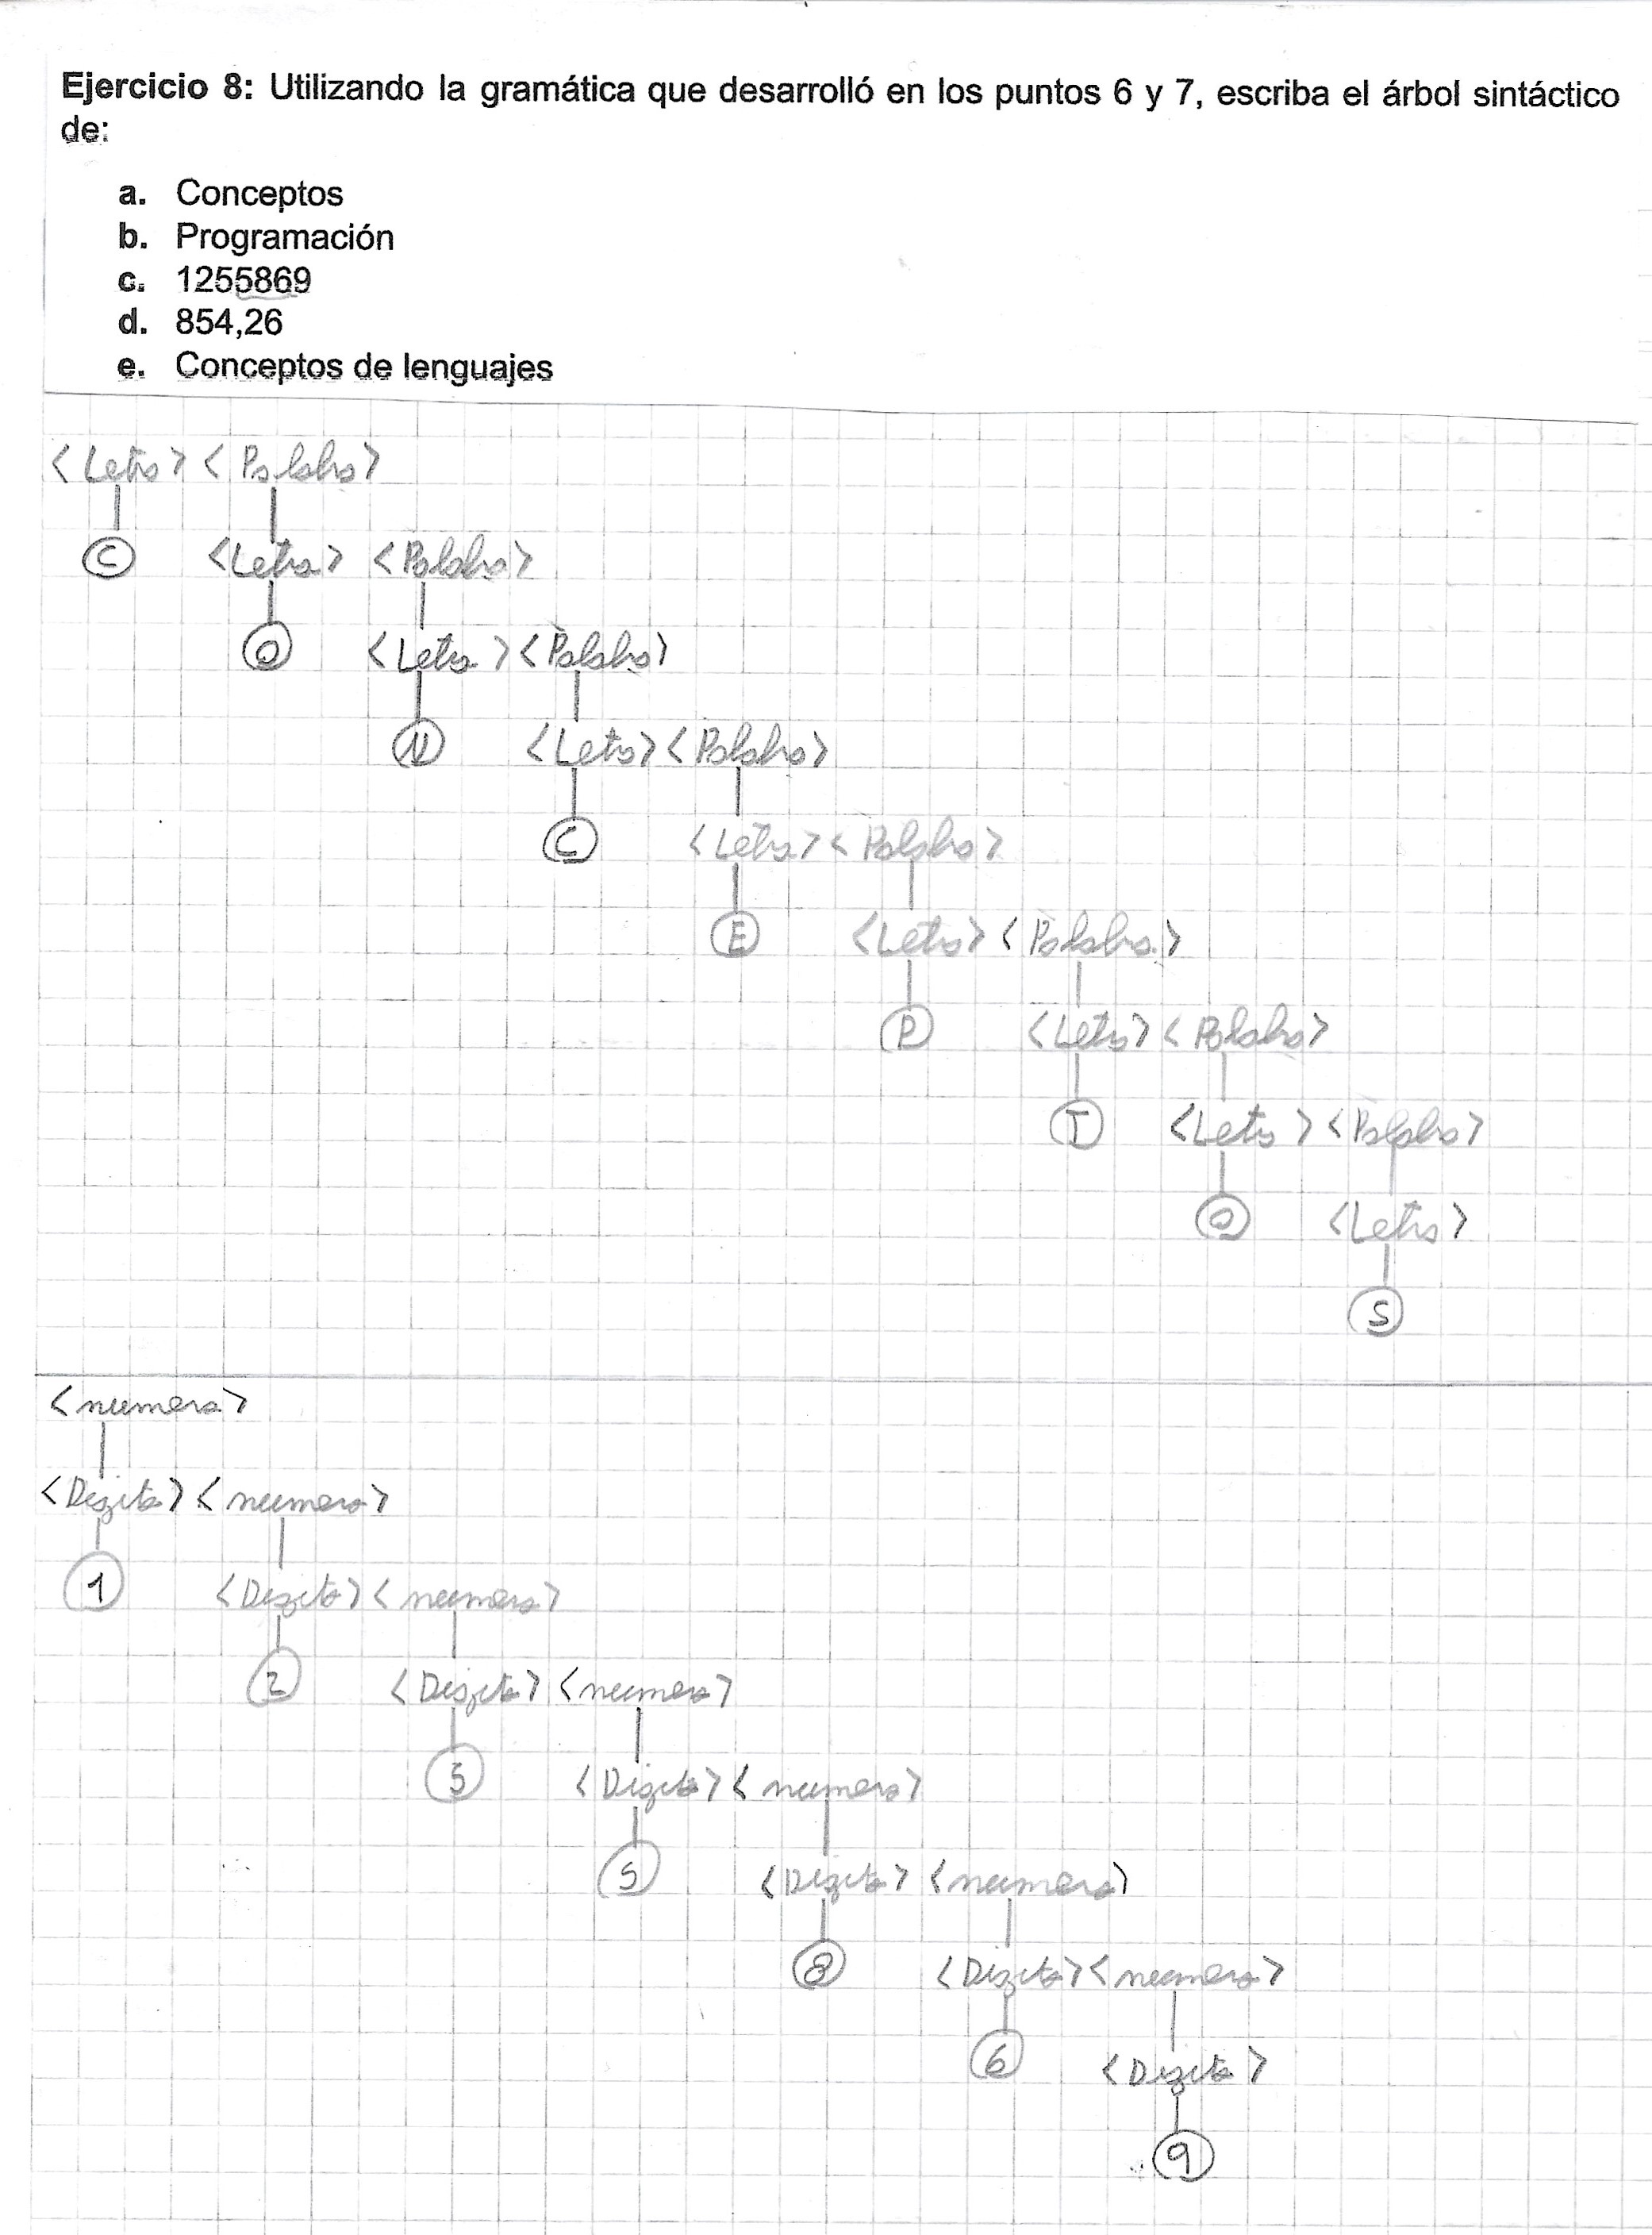 Ejercicio 8: Utilizando la gramática que desarrolló en los puntos 6 y 7, escriba el árbol sintáctico
de:
a. Conceptos
b. Programación
c. 1255869
d. 854,26
e. Conceptos de lenguajes
<Letra> <Palabra>
C <Letra> <Palabra>
O <Letra> <Palabra>
N <Letra> <Palabra>
C <Letra> <Palabra>
E <Letra> <Palabra>
P <Letra> <Palabra>
T <Letra> <Palabra>
O <Letra>
S
<numero>
<Digito> <numero>
1 <Digito> <numero>
2 <Digito> <numero>
5 <Digito> <numero>
5 <Digito> <numero>
8 <Digito> <numero>
6 <Digito>
9